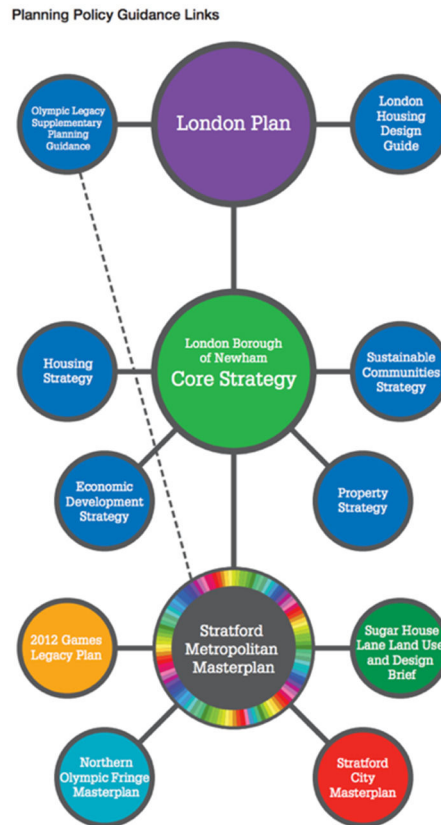 Planning Policy Guidance Links
Olympic Legacy
Supplementary
Planning
Guidance
London Plan
London
Housing
Design
Guide
Housing
Strategy
London Borough
of Newham
Core Strategy
Sustainable
Communities
Strategy
Economic
Development
Strategy
Property
Strategy
2012 Games
Legacy Plan
Stratford
Metropolitan
Masterplan
Sugar House
Lane Land Use
and Design
Brief
Northern
Olympic Fringe
Masterplan
Stratford
City
Masterplan